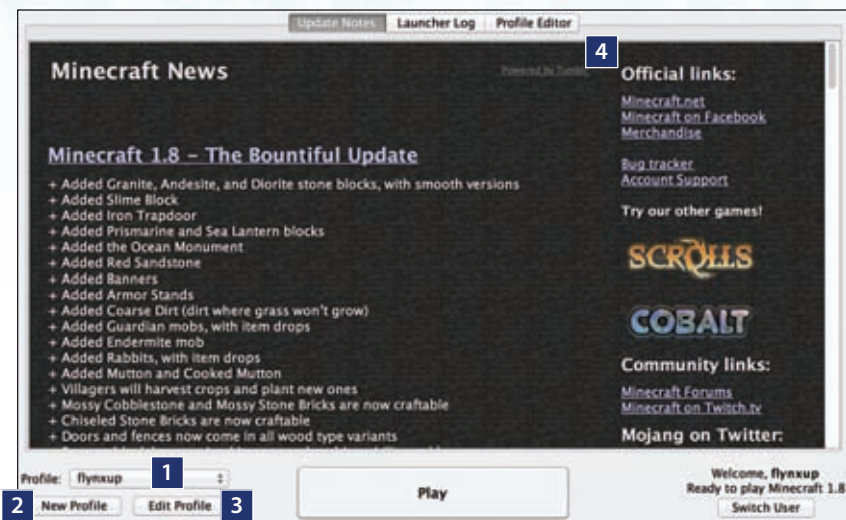 Update Notes Launcher Log Profile Editor
4
Minecraft News
Powered by Tumblr
Official links:
Minecraft.net
Minecraft on Facebook
Merchandise
Bug tracker
Account Support
Try our other games!
SCROLLS
COBALT
Community links:
Minecraft Forums
Minecraft on Twitch.tv
Mojang on Twitter:
Minecraft 1.8 – The Bountiful Update
+ Added Granite, Andesite, and Diorite stone blocks, with smooth versions
+ Added Slime Block
+ Added Iron Trapdoor
+ Added Prismarine and Sea Lantern blocks
+ Added the Ocean Monument
+ Added Red Sandstone
+ Added Banners
+ Added Armor Stands
+ Added Coarse Dirt (dirt where grass won't grow)
+ Added Guardian mobs, with item drops
+ Added Endermite mob
+ Added Rabbits, with item drops
+ Added Mutton and Cooked Mutton
+ Villagers will harvest crops and plant new ones
+ Mossy Cobblestone and Mossy Stone Bricks are now craftable
+ Chiseled Stone Bricks are now craftable
+ Doors and fences now come in all wood type variants
Profile: flynxup
1
2
New Profile
Edit Profile
3
Play
Welcome, flynxup
Ready to play Minecraft 1.8
Switch User